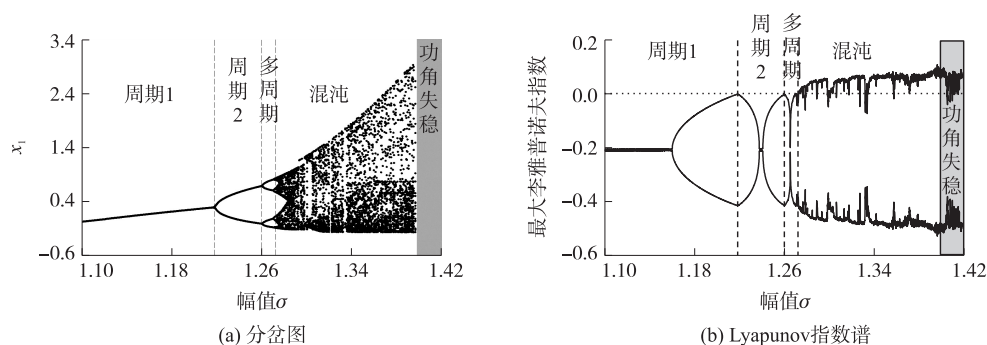 3.4
2.4
1.4
0.4
−0.6
x₁
周期1
周期2
多周期
混沌
功角失稳
1.10
1.18
1.26
1.34
1.42
幅值σ
(a) 分岔图
0.2
0.0
−0.2
−0.4
−0.6
最大李雅普诺夫指数
周期1
周期2
多周期
混沌
功角失稳
1.10
1.18
1.26
1.34
1.42
幅值σ
(b) Lyapunov指数谱